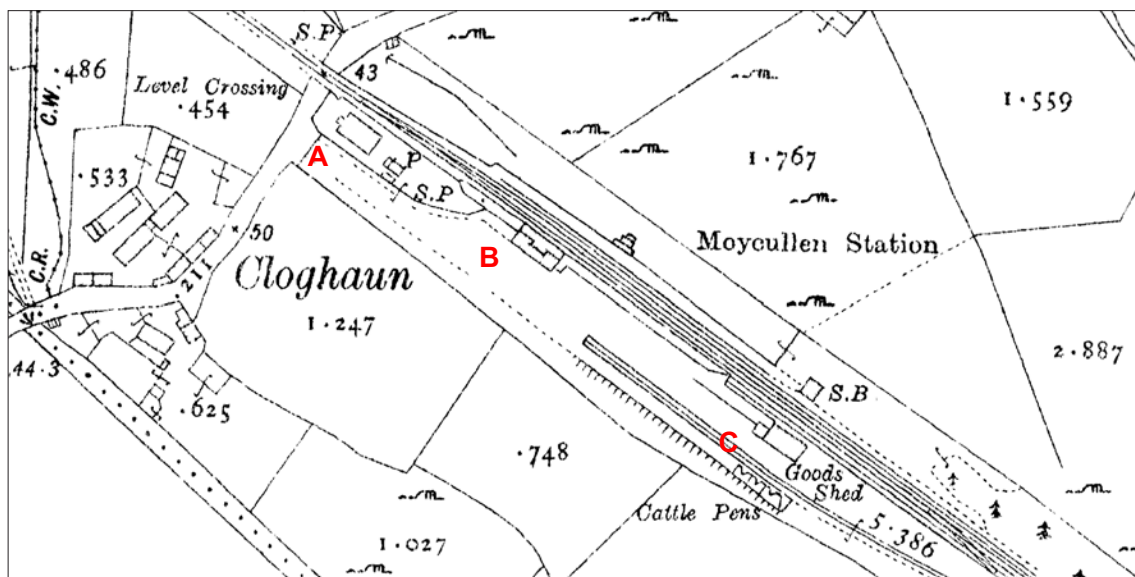 S.P
Level Crossing
43
.486
C.W.
.454
1.559
1.767
.533
A
P
S.P
50
211
C.R.
Cloghaun
1.247
B
Moycullen Station
44.3
.625
2.887
S.B
.748
C
Goods
Shed
Cattle Pens
5.386
1.027